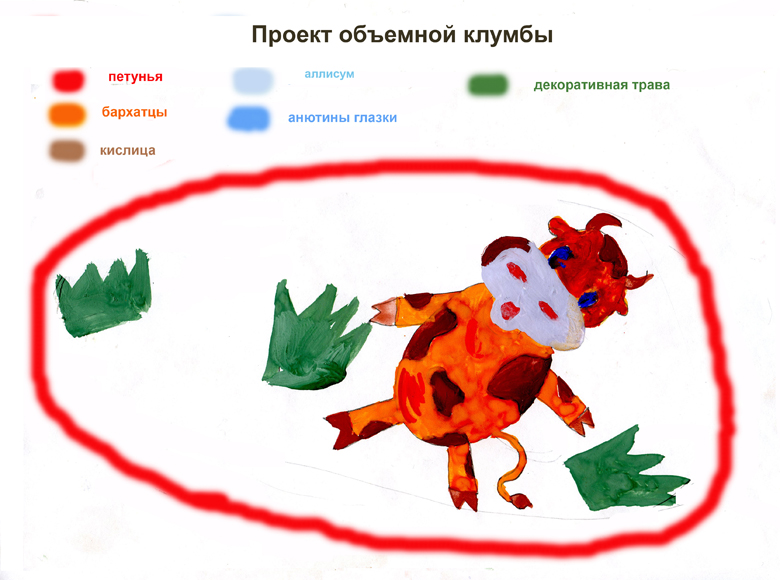 Проект объемной клумбы
петунья
аллисум
декоративная трава
бархатцы
анютины глазки
кислица